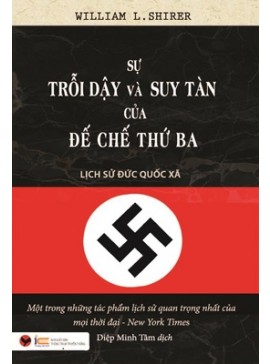 WILLIAM L.SHIRER
SỰ
TRỖI DẬY VÀ SUY TÀN
CỦA
ĐẾ CHẾ THỨ BA
LỊCH SỬ ĐỨC QUỐC XÃ
Một trong những tác phẩm lịch sử quan trọng nhất của
mọi thời đại - New York Times
Diệp Minh Tâm dịch